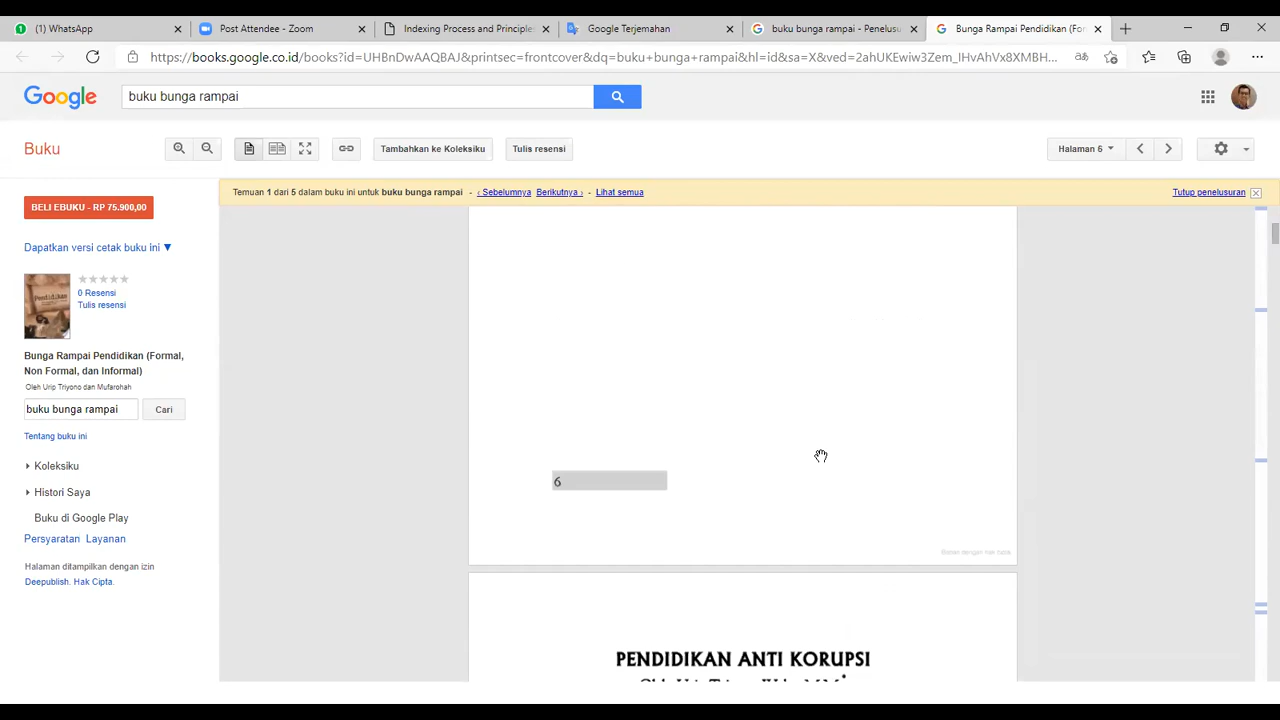 (1) WhatsApp
Post Attendee - Zoom
Indexing Process and Principles
Google Terjemahan
buku bunga rampai - Penelusu
Bunga Rampai Pendidikan (For
https://books.google.co.id/books?id=UHBnDwAAQBAJ&printsec=frontcover&dq=buku+bunga+rampai&hl=id&sa=X&ved=2ahUKEwiw3Zem_IHvAhVx8XMBH...
Google
buku bunga rampai
Buku
Tambahkan ke Koleksiku
Tulis resensi
Halaman 6
Temuan 1 dari 5 dalam buku ini untuk buku bunga rampai - ‹ Sebelumnya Berikutnya › - Lihat semua
Tutup penelusuran
BELI EBUKU - RP 75.900,00
Dapatkan versi cetak buku ini ▼
Pendidikan
0 Resensi
Tulis resensi
Bunga Rampai Pendidikan (Formal,
Non Formal, dan Informal)
Oleh Urip Triyono dan Mufarohah
buku bunga rampai
Cari
Tentang buku ini
Koleksiku
Histori Saya
Buku di Google Play
Persyaratan Layanan
Halaman ditampilkan dengan izin
Deepublish. Hak Cipta.
6
PENDIDIKAN ANTI KORUPSI